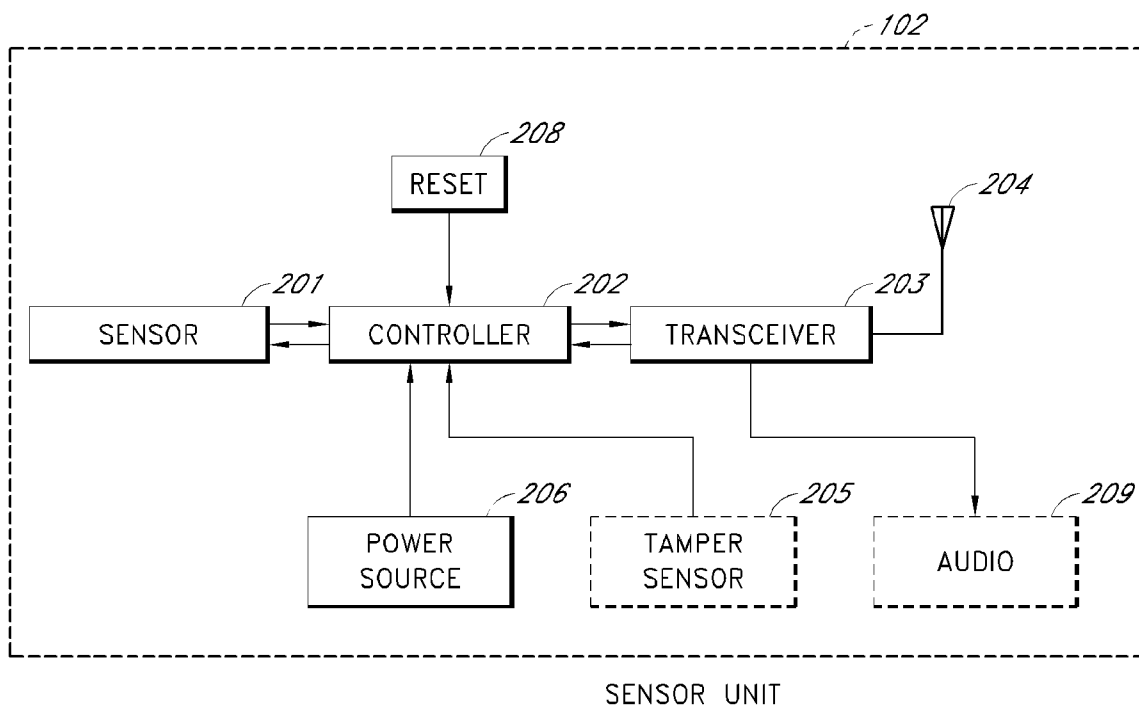 102
208
RESET
204
201
202
203
SENSOR
CONTROLLER
TRANSCEIVER
206
205
209
POWER
SOURCE
TAMPER
SENSOR
AUDIO
SENSOR UNIT